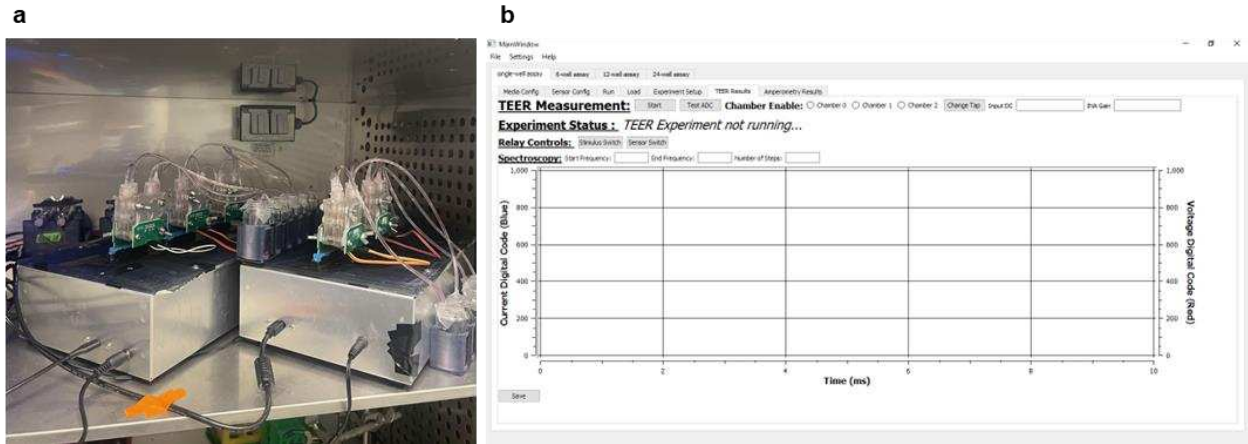 a b
MainWindow
File Settings Help
single-well assay 6-well assay 12-well assay 24-well assay
Media Config Sensor Config Run Load Experiment Setup TEER Results Amperometry Results
TEER Measurement: Start Test ADC Chamber Enable: Chamber 0 Chamber 1 Chamber 2 Change Tap Input DC INA Gain
Experiment Status : TEER Experiment not running...
Relay Controls: Stimulus Switch Sensor Switch
Spectroscopy: Start Frequency: End Frequency: Number of Steps:
1,000 1,000
800 800
600 600
400 400
200 200
0 0
Current Digital Code (Blue)
Voltage Digital Code (Red)
0 2 4 6 8 10
Time (ms)
Save